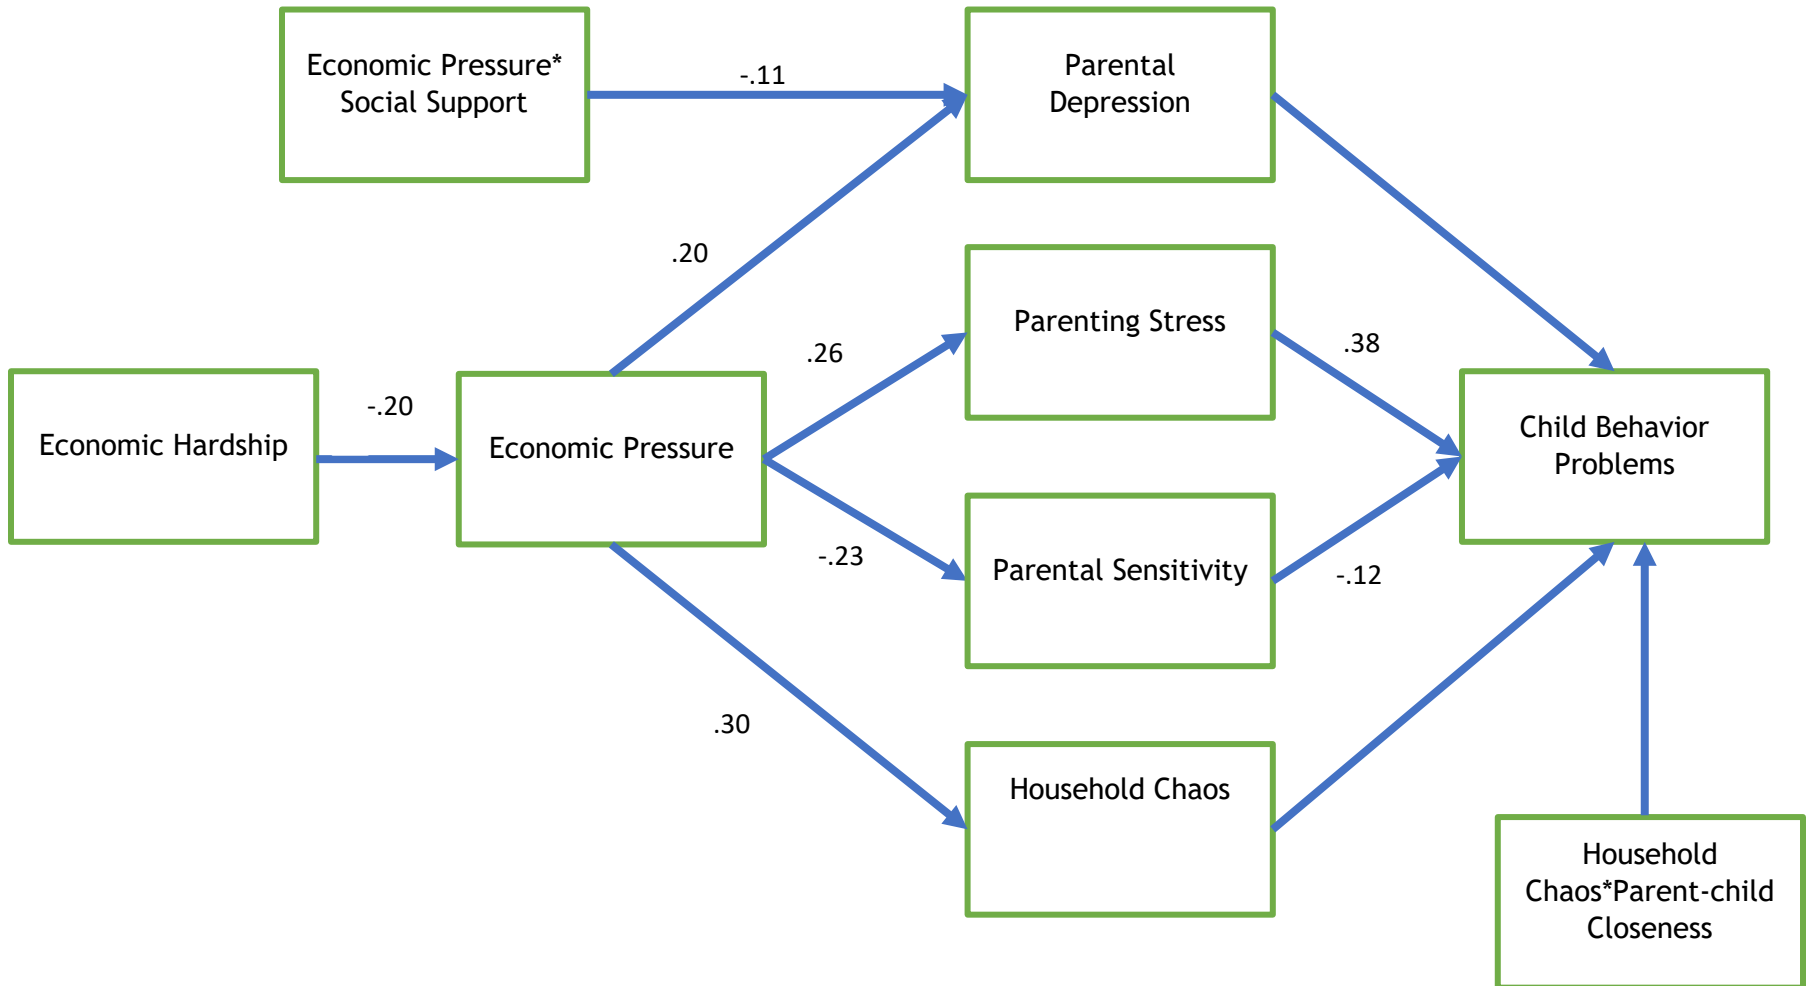 Economic Pressure*
Social Support
-.11
Parental
Depression
.20
Parenting Stress
.26
.38
-.20
Economic Hardship
Economic Pressure
Child Behavior
Problems
-.23
Parental Sensitivity
-.12
.30
Household Chaos
Household
Chaos*Parent-child
Closeness